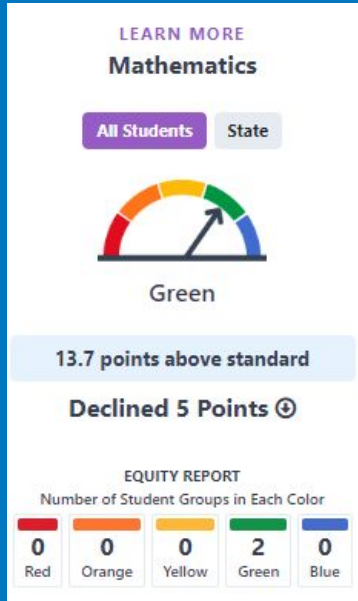 LEARN MORE
Mathematics
All Students State
Green
13.7 points above standard
Declined 5 Points
EQUITY REPORT
Number of Student Groups in Each Color
0 0 0 2 0
Red Orange Yellow Green Blue